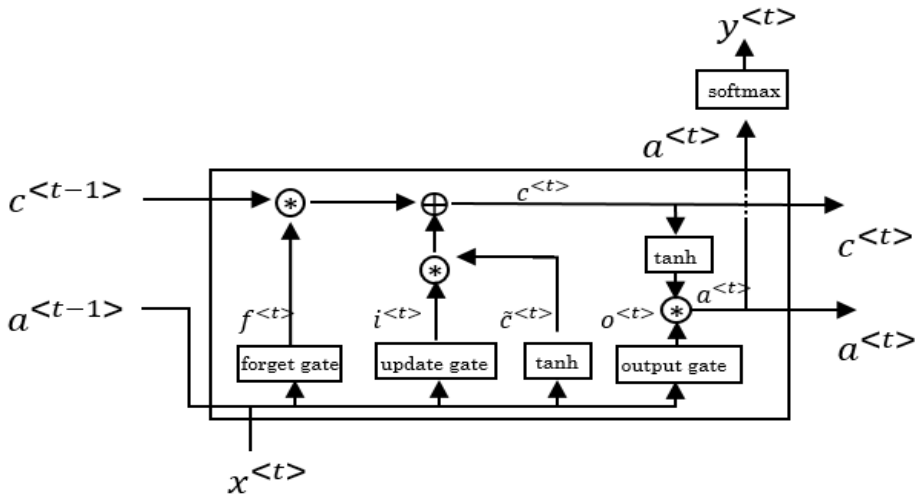 y<t>
softmax
a<t>
c<t-1>
c<t>
c<t>
tanh
a<t-1>
f<t>
i<t>
c̃<t>
o<t>
*
a<t>
a<t>
forget gate
update gate
tanh
output gate
x<t>